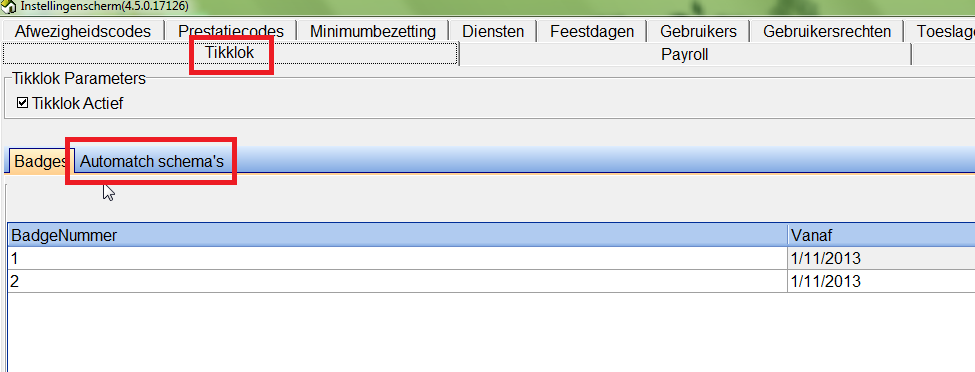 Instellingenscherm(4.5.0.17126)
Afwezigheidscodes Prestatiecodes Minimumbezetting Diensten Feestdagen Gebruikers Gebruikersrechten Toeslage
Tikklok Payroll
Tikklok Parameters
Tikklok Actief
Badges Automatch schema's
BadgeNummer Vanaf
1 1/11/2013
2 1/11/2013